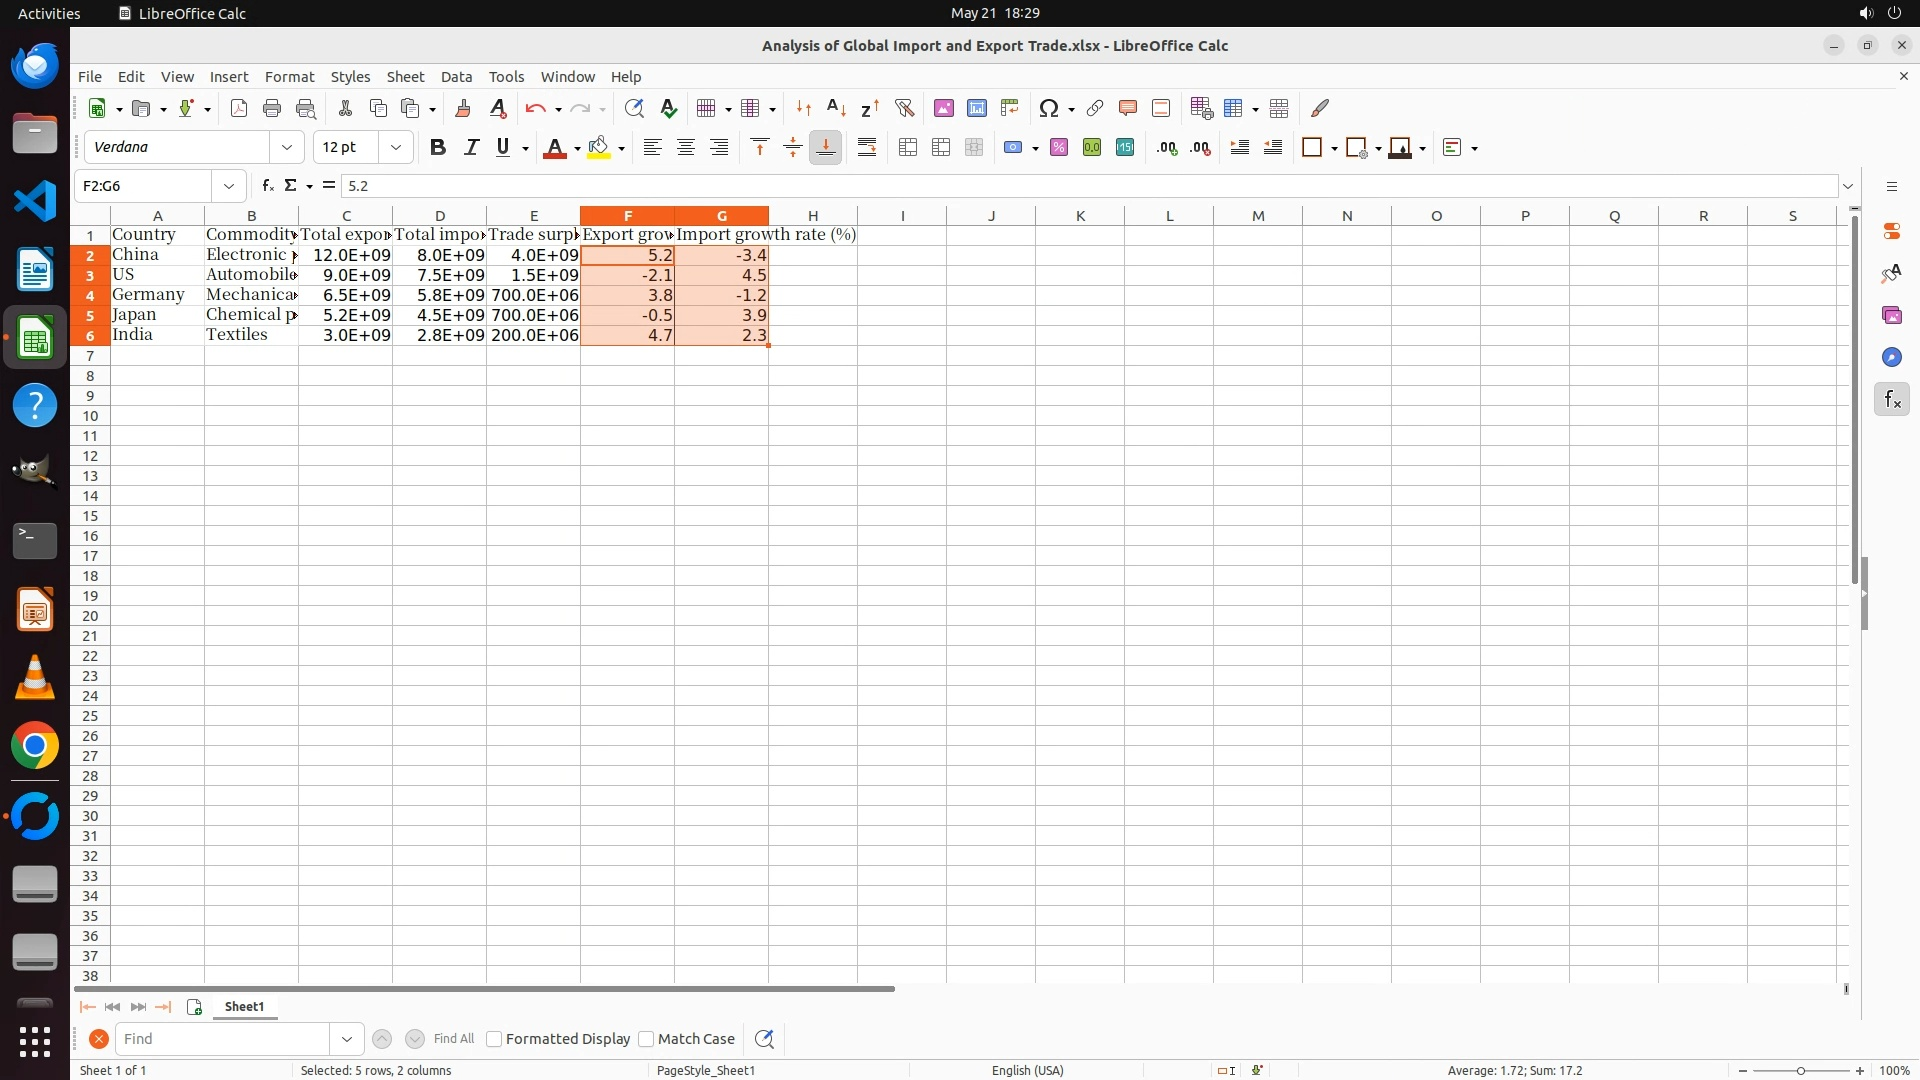 Activities
LibreOffice Calc
May 21 18:29
Analysis of Global Import and Export Trade.xlsx - LibreOffice Calc
File Edit View Insert Format Styles Sheet Data Tools Window Help
Verdana
12 pt
F2:G6
5.2
A B C D E F G H I J K L M N O P Q R S
1 Country Commodity Total expor Total impo Trade surpl Export grov Import growth rate (%)
2 China Electronic p 12.0E+09 8.0E+09 4.0E+09 5.2 -3.4
3 US Automobile 9.0E+09 7.5E+09 1.5E+09 -2.1 4.5
4 Germany Mechanica 6.5E+09 5.8E+09 700.0E+06 3.8 -1.2
5 Japan Chemical p 5.2E+09 4.5E+09 700.0E+06 -0.5 3.9
6 India Textiles 3.0E+09 2.8E+09 200.0E+06 4.7 2.3
7
8
9
10
11
12
13
14
15
16
17
18
19
20
21
22
23
24
25
26
27
28
29
30
31
32
33
34
35
36
37
38
Sheet1
Find
Find All
Formatted Display
Match Case
Sheet 1 of 1
Selected: 5 rows, 2 columns
PageStyle_Sheet1
English (USA)
Average: 1.72; Sum: 17.2
100%